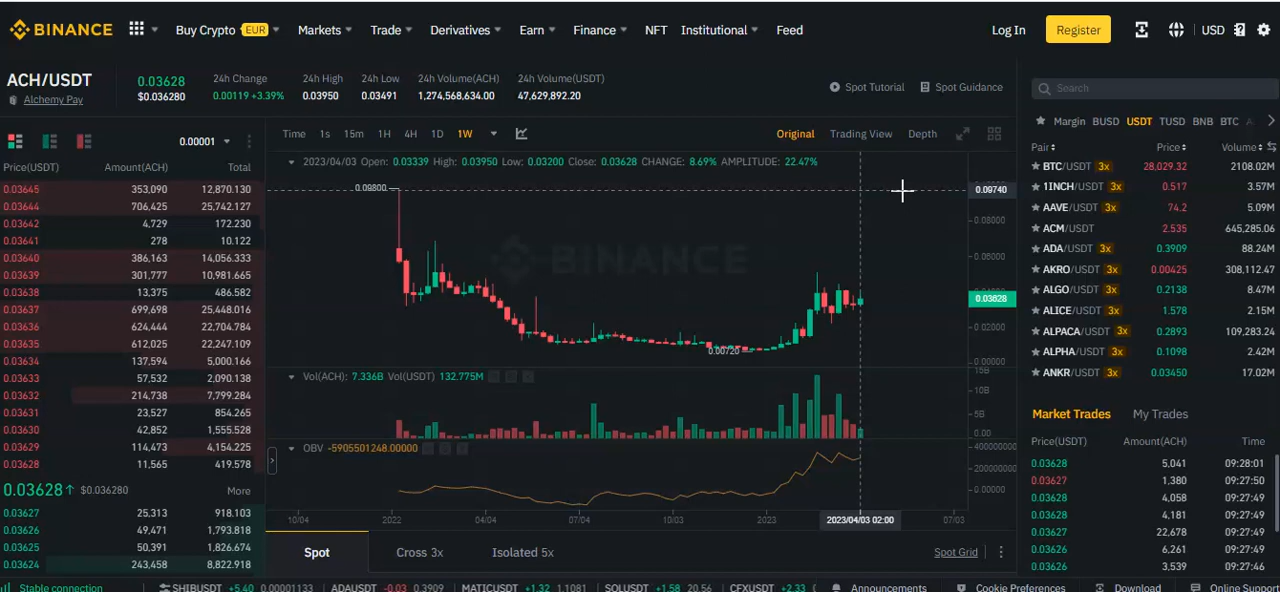 BINANCE Buy Crypto EUR Markets Trade Derivatives Earn Finance NFT Institutional Feed Log In Register USD
ACH/USDT
Alchemy Pay
0.03628
$0.036280
24h Change
0.00119 +3.39%
24h High
0.03950
24h Low
0.03491
24h Volume(ACH)
1,274,568,634.00
24h Volume(USDT)
47,629,892.20
Spot Tutorial Spot Guidance
0.00001
Price(USDT) Amount(ACH) Total
0.03645 353,090 12,870.130
0.03644 706,425 25,742.127
0.03642 4,729 172.230
0.03641 278 10.122
0.03640 386,163 14,056.333
0.03639 301,777 10,981.665
0.03638 13,375 486.582
0.03637 699,698 25,448.016
0.03636 624,444 22,704.784
0.03635 612,025 22,247.109
0.03634 137,594 5,000.166
0.03633 57,532 2,090.138
0.03632 214,738 7,799.284
0.03631 23,527 854.265
0.03630 42,852 1,555.528
0.03629 114,473 4,154.225
0.03628 11,565 419.578
0.03628↑ $0.036280 More
0.03627 25,313 918.103
0.03626 49,471 1,793.818
0.03625 50,391 1,826.674
0.03624 243,458 8,822.918
Time 1s 15m 1H 4H 1D 1W Original Trading View Depth
2023/04/03 Open: 0.03339 High: 0.03950 Low: 0.03200 Close: 0.03628 CHANGE: 8.69% AMPLITUDE: 22.47%
0.09800
0.09740
0.08000
0.06000
BINANCE
0.03628
0.02000
0.00720
0.00000
Vol(ACH): 7.336B Vol(USDT) 132.775M
15B
10B
5B
0.00
OBV -5905501248.00000
0.00000
10/04 2022 04/04 07/04 10/03 2023 2023/04/03 02:00 07/03
Spot Cross 3x Isolated 5x Spot Grid
Search
Margin BUSD USDT TUSD BNB BTC
Pair Price Volume
BTC/USDT 3x 28,029.32 2108.02M
1INCH/USDT 3x 0.517 3.57M
AAVE/USDT 3x 74.2 5.09M
ACM/USDT 2.535 645,285.06
ADA/USDT 3x 0.3909 88.24M
AKRO/USDT 3x 0.00425 308,112.47
ALGO/USDT 3x 0.2138 8.47M
ALICE/USDT 3x 1.578 2.15M
ALPACA/USDT 3x 0.2893 109,283.24
ALPHA/USDT 3x 0.1098 2.42M
ANKR/USDT 3x 0.03450 17.02M
Market Trades My Trades
Price(USDT) Amount(ACH) Time
0.03628 5,041 09:28:01
0.03627 1,380 09:27:50
0.03628 4,058 09:27:49
0.03628 4,181 09:27:49
0.03627 22,678 09:27:49
0.03626 6,261 09:27:49
0.03626 3,539 09:27:46
Stable connection SHIBUSDT +5.40 0.00001133 ADAUSDT -0.03 0.3909 MATICUSDT +1.32 1.1081 SOLUSDT +1.58 20.56 CFXUSDT +2.33 Announcements Cookie Preferences Download Online Support